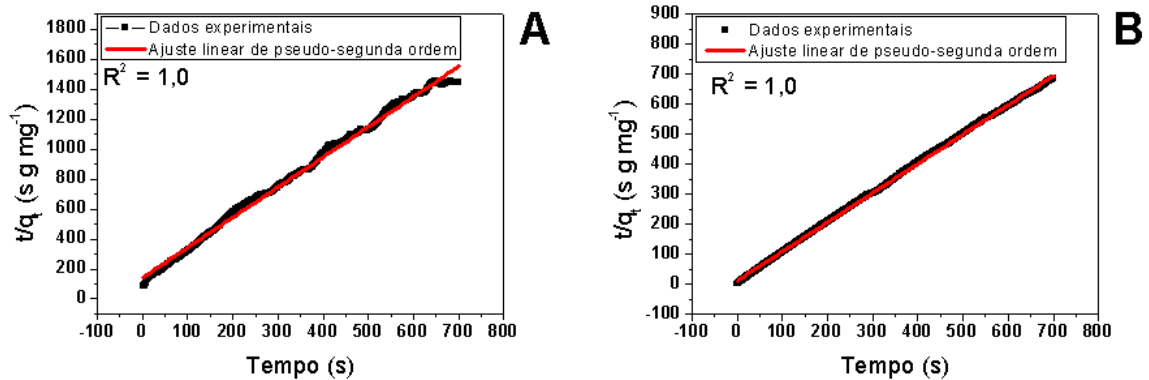 A
Dados experimentais
Ajuste linear de pseudo-segunda ordem
R² = 1,0
t/qₜ (s g mg⁻¹)
1800
1600
1400
1200
1000
800
600
400
200
0
-100 0 100 200 300 400 500 600 700 800
Tempo (s)
B
Dados experimentais
Ajuste linear de pseudo-segunda ordem
R² = 1,0
t/qₜ (s g mg⁻¹)
900
800
700
600
500
400
300
200
100
0
-100
-100 0 100 200 300 400 500 600 700 800
Tempo (s)